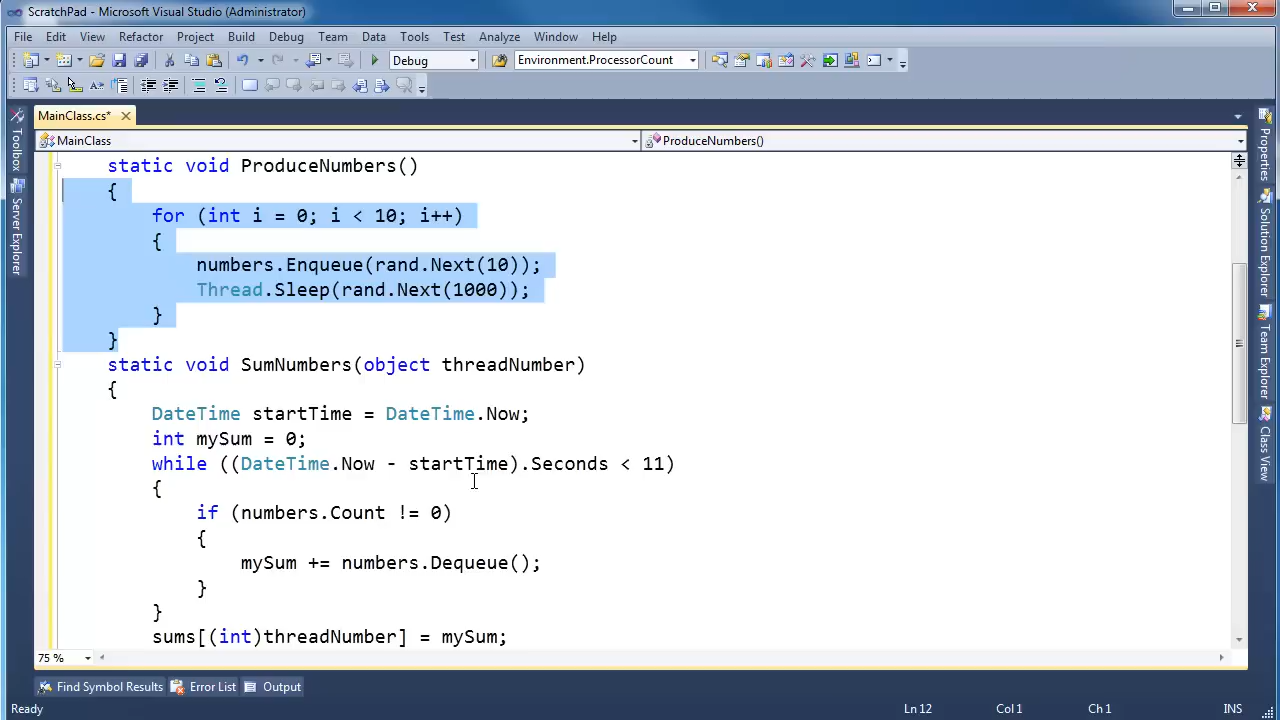 ScratchPad - Microsoft Visual Studio (Administrator)
File Edit View Refactor Project Build Debug Team Data Tools Test Analyze Window Help
Debug Environment.ProcessorCount
MainClass.cs*
MainClass ProduceNumbers()
static void ProduceNumbers()
{
for (int i = 0; i < 10; i++)
{
numbers.Enqueue(rand.Next(10));
Thread.Sleep(rand.Next(1000));
}
}
static void SumNumbers(object threadNumber)
{
DateTime startTime = DateTime.Now;
int mySum = 0;
while ((DateTime.Now - startTime).Seconds < 11)
{
if (numbers.Count != 0)
{
mySum += numbers.Dequeue();
}
}
sums[(int)threadNumber] = mySum;
75 %
Toolbox
Server Explorer
Properties
Solution Explorer
Team Explorer
Class View
Find Symbol Results Error List Output
Ready Ln 12 Col 1 Ch 1 INS